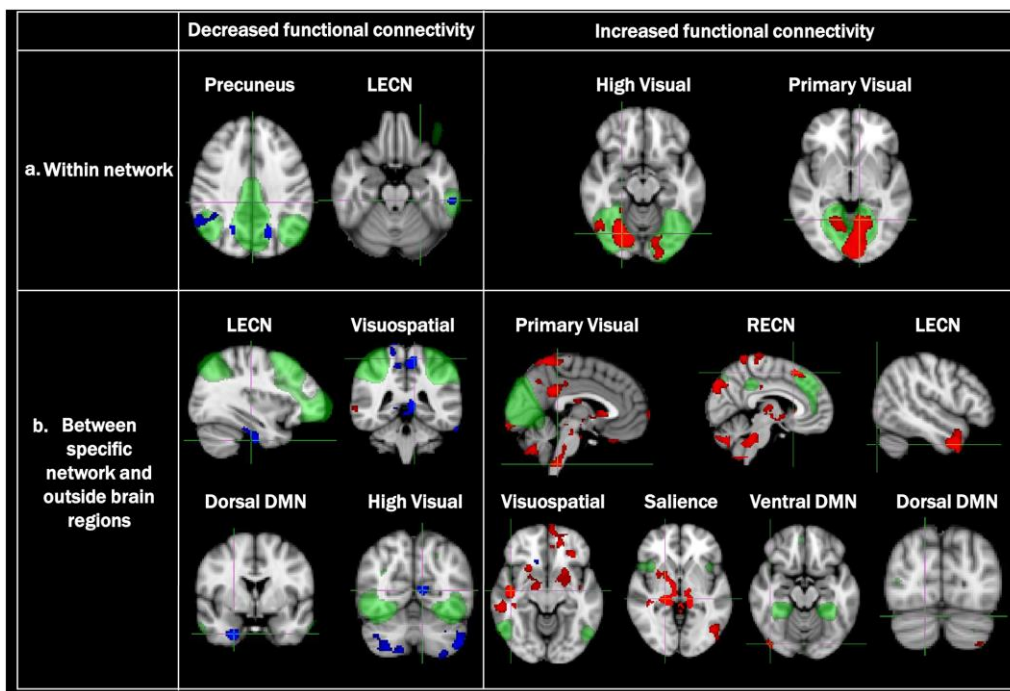 Decreased functional connectivity
Increased functional connectivity
a. Within network
Precuneus
LECN
High Visual
Primary Visual
b. Between
specific
network and
outside brain
regions
LECN
Visuospatial
Primary Visual
RECN
LECN
Dorsal DMN
High Visual
Visuospatial
Salience
Ventral DMN
Dorsal DMN